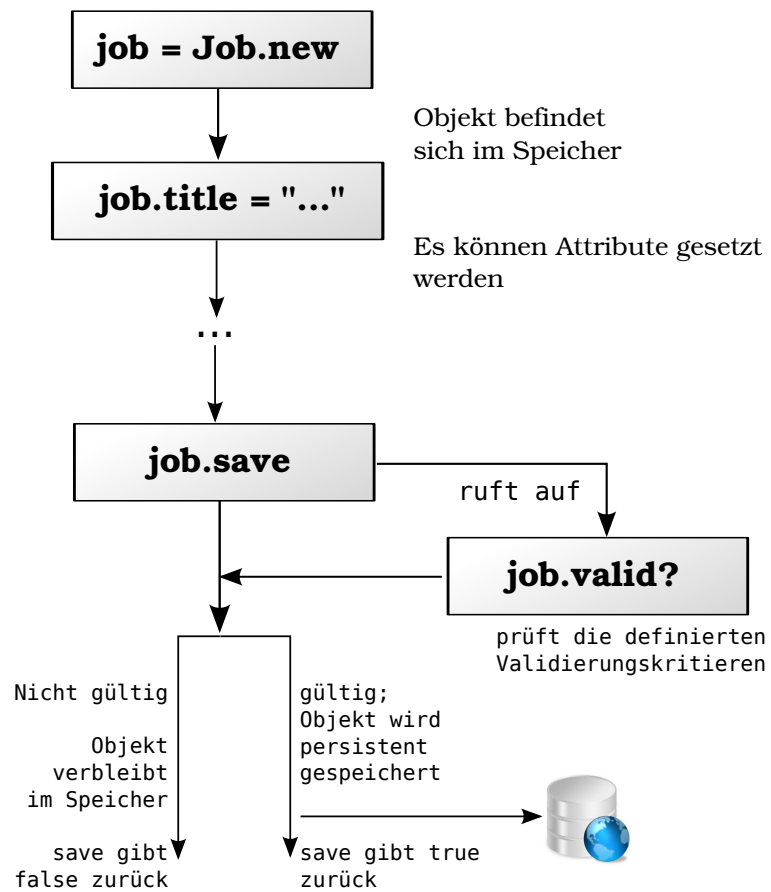 job = Job.new
Objekt befindet
sich im Speicher
job.title = "..."
Es können Attribute gesetzt
werden
...
job.save
ruft auf
job.valid?
prüft die definierten
Validierungskritieren
Nicht gültig
Objekt
verbleibt
im Speicher
save gibt
false zurück
gültig;
Objekt wird
persistent
gespeichert
save gibt true
zurück